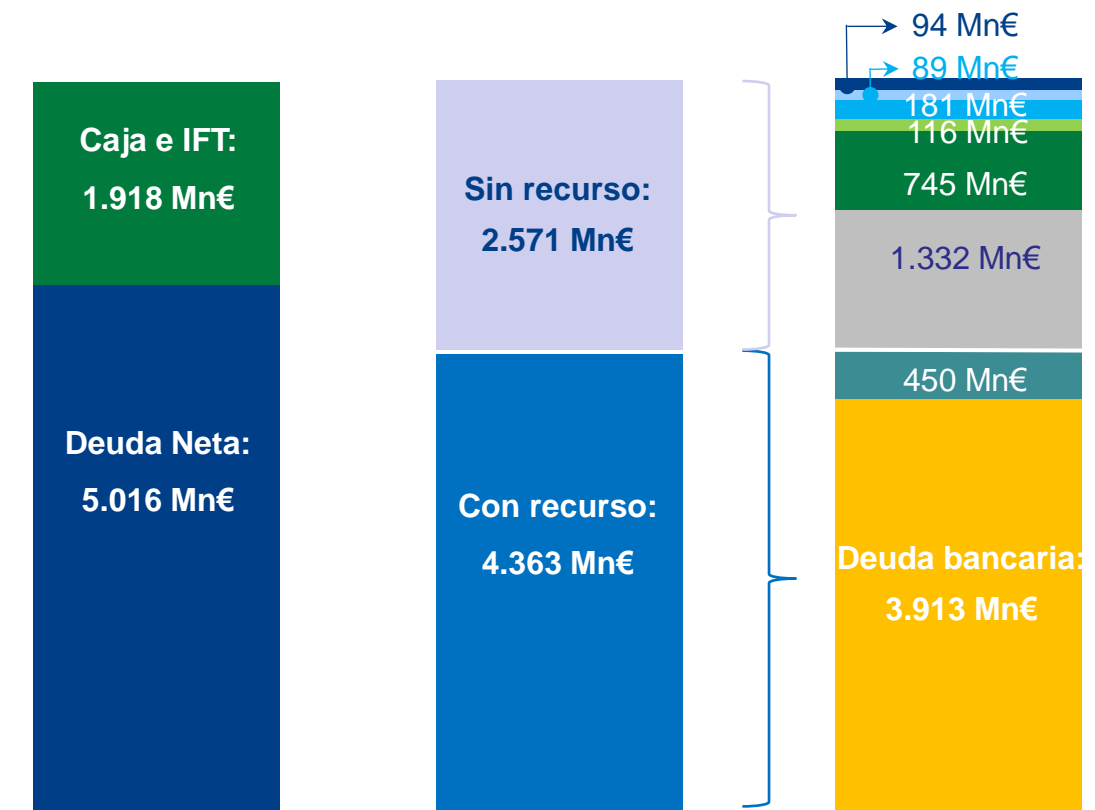 Caja e IFT:
1.918 Mn€
Deuda Neta:
5.016 Mn€
Sin recurso:
2.571 Mn€
Con recurso:
4.363 Mn€
94 Mn€
89 Mn€
181 Mn€
116 Mn€
745 Mn€
1.332 Mn€
450 Mn€
Deuda bancaria:
3.913 Mn€